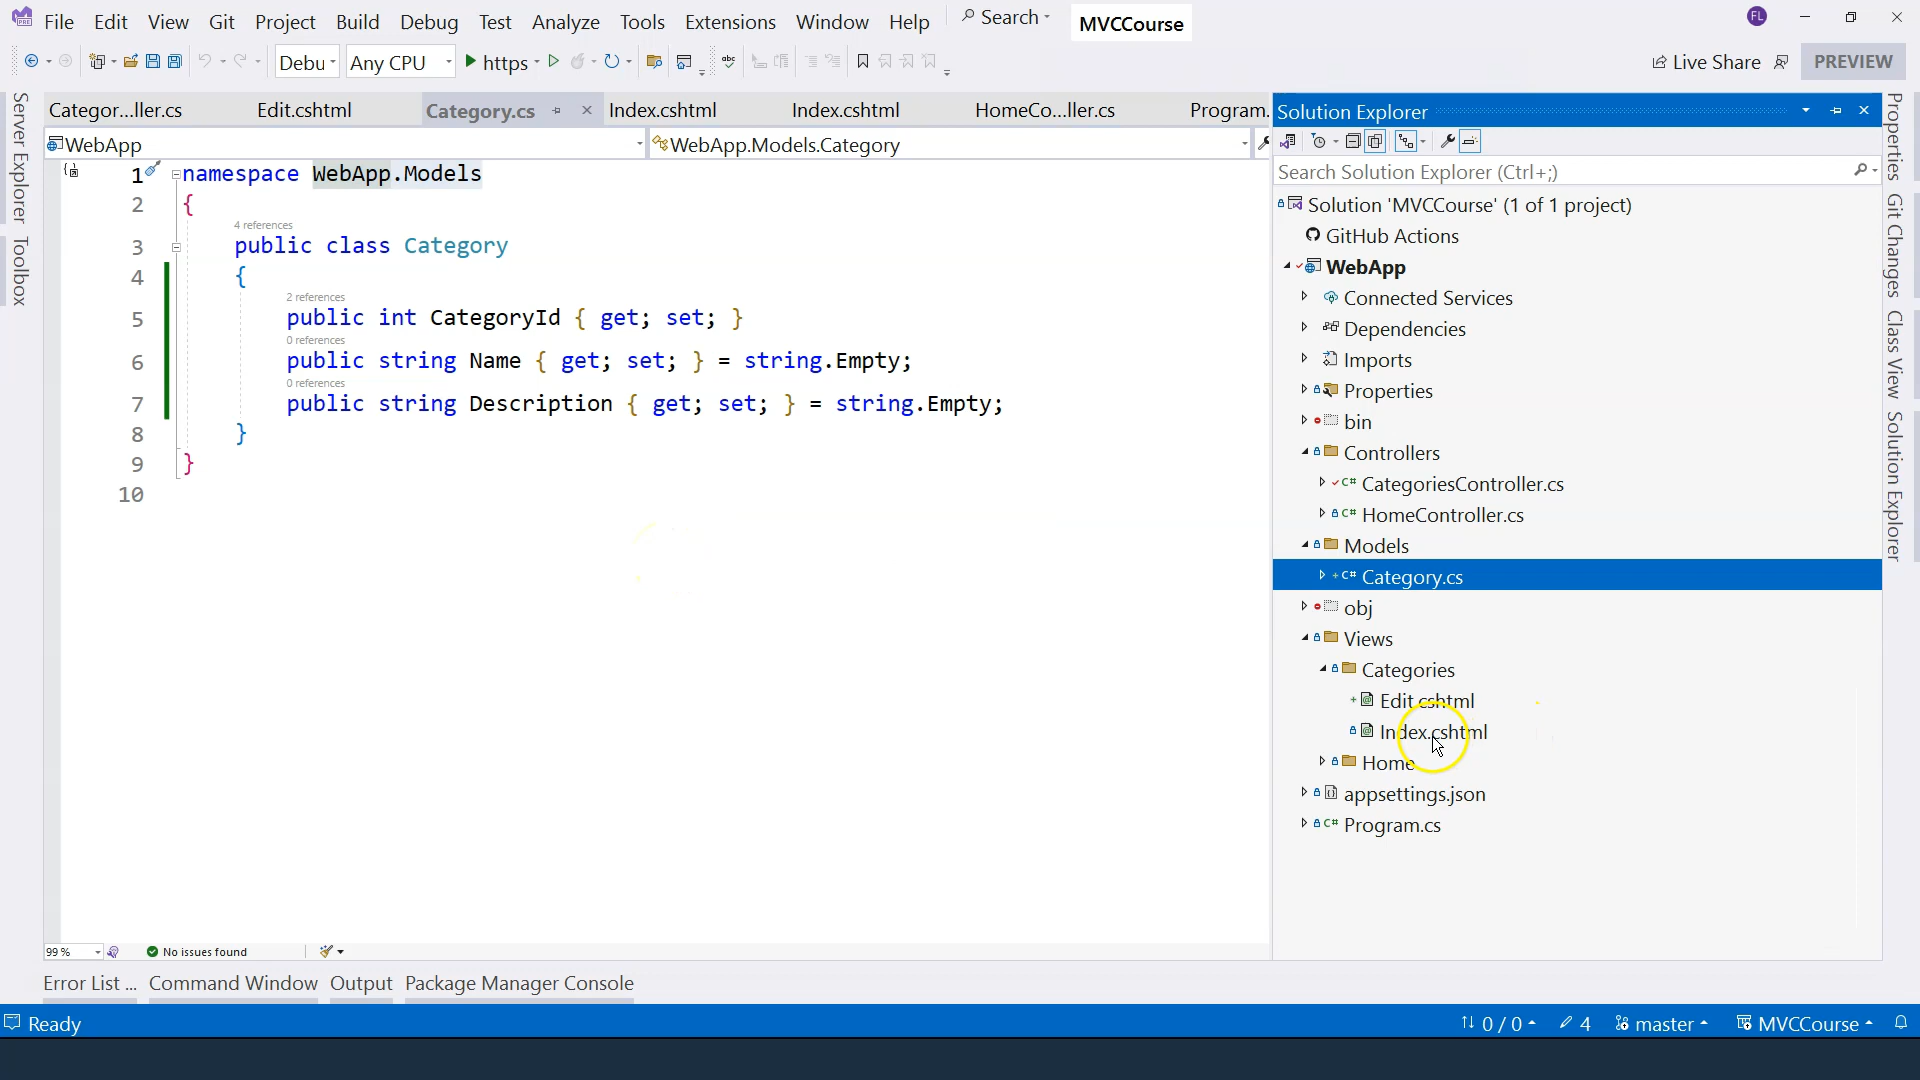 File Edit View Git Project Build Debug Test Analyze Tools Extensions Window Help Search MVCCourse FL
Debu Any CPU https Live Share PREVIEW
Categor...ller.cs Edit.cshtml Category.cs Index.cshtml Index.cshtml HomeCo...ller.cs Program.
WebApp WebApp.Models.Category
1 namespace WebApp.Models
2 {
4 references
3 public class Category
4 {
2 references
5 public int CategoryId { get; set; }
0 references
6 public string Name { get; set; } = string.Empty;
0 references
7 public string Description { get; set; } = string.Empty;
8 }
9 }
10
99 % No issues found
Server Explorer
Toolbox
Solution Explorer
Search Solution Explorer (Ctrl+;)
Solution 'MVCCourse' (1 of 1 project)
GitHub Actions
WebApp
Connected Services
Dependencies
Imports
Properties
bin
Controllers
C# CategoriesController.cs
C# HomeController.cs
Models
C# Category.cs
obj
Views
Categories
Edit.cshtml
Index.cshtml
Home
appsettings.json
C# Program.cs
Properties
Git Changes
Class View
Solution Explorer
Error List ... Command Window Output Package Manager Console
Ready 0 / 0 4 master MVCCourse